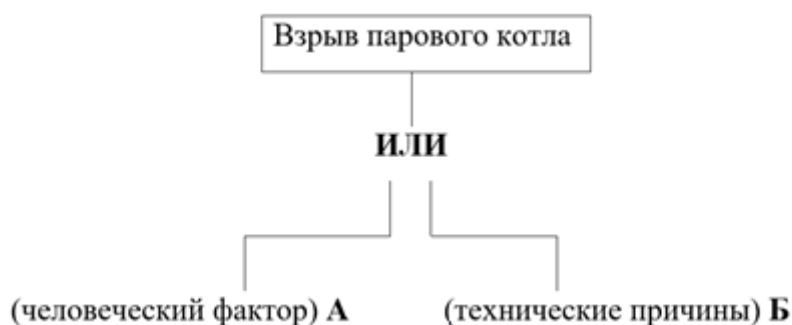 Взрыв парового котла
ИЛИ
(человеческий фактор) А
(технические причины) Б